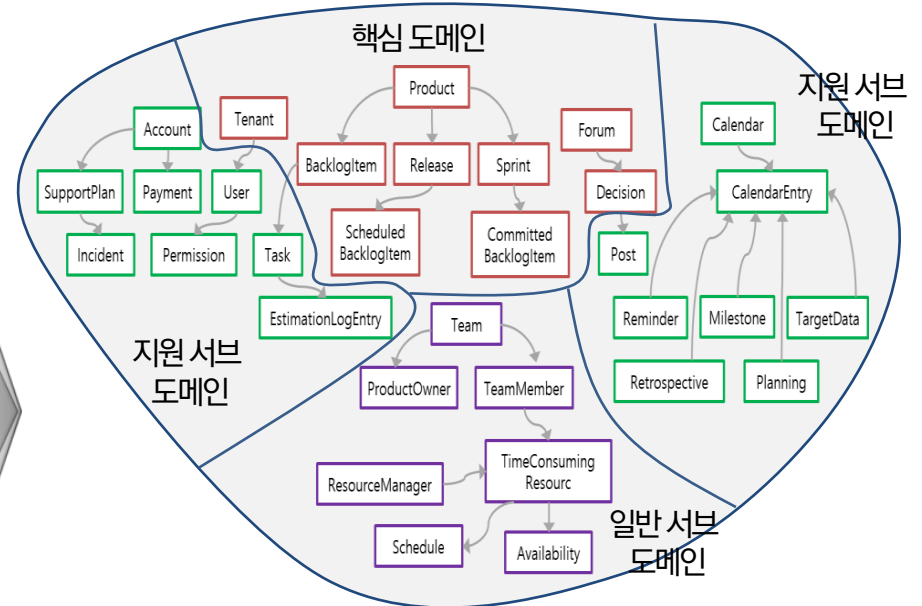 핵심 도메인
지원 서브
도메인
Product
Calendar
Account
Tenant
Forum
BacklogItem
Release
Sprint
SupportPlan
Payment
User
Decision
CalendarEntry
Scheduled
BacklogItem
Committed
BacklogItem
Incident
Permission
Task
Post
EstimationLogEntry
Reminder
Milestone
TargetData
Team
지원 서브
도메인
ProductOwner
TeamMember
Retrospective
Planning
TimeConsuming
Resourc
ResourceManager
일반 서브
도메인
Schedule
Availability